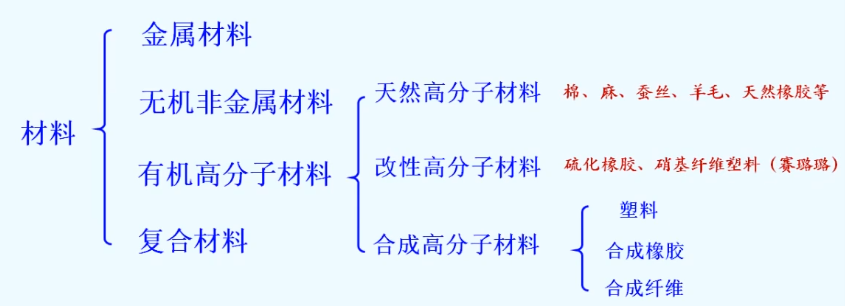 材料
金属材料
无机非金属材料
有机高分子材料
复合材料
天然高分子材料 棉、麻、蚕丝、羊毛、天然橡胶等
改性高分子材料 硫化橡胶、硝基纤维塑料（赛璐璐）
合成高分子材料
塑料
合成橡胶
合成纤维